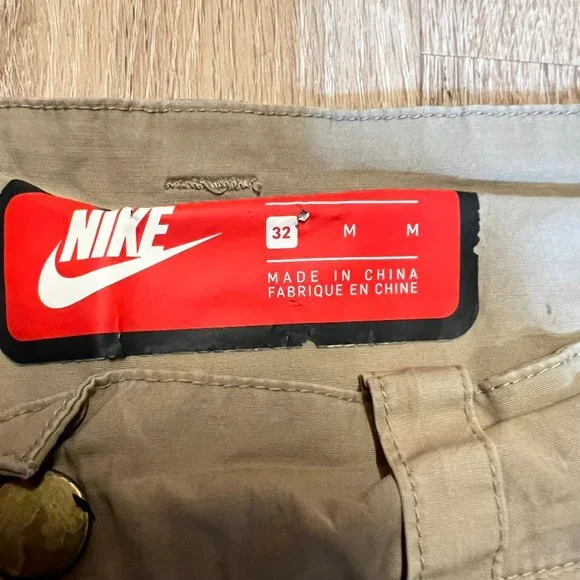 NIKE
32 M M
MADE IN CHINA
FABRIQUE EN CHINE